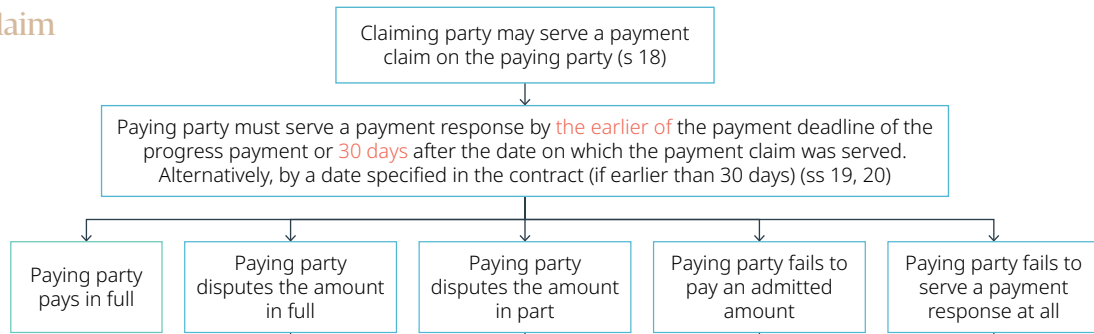 laim
Claiming party may serve a payment
claim on the paying party (s 18)
Paying party must serve a payment response by the earlier of the payment deadline of the
progress payment or 30 days after the date on which the payment claim was served.
Alternatively, by a date specified in the contract (if earlier than 30 days) (ss 19, 20)
Paying party
pays in full
Paying party
disputes the amount
in full
Paying party
disputes the amount
in part
Paying party fails to
pay an admitted
amount
Paying party fails to
serve a payment
response at all